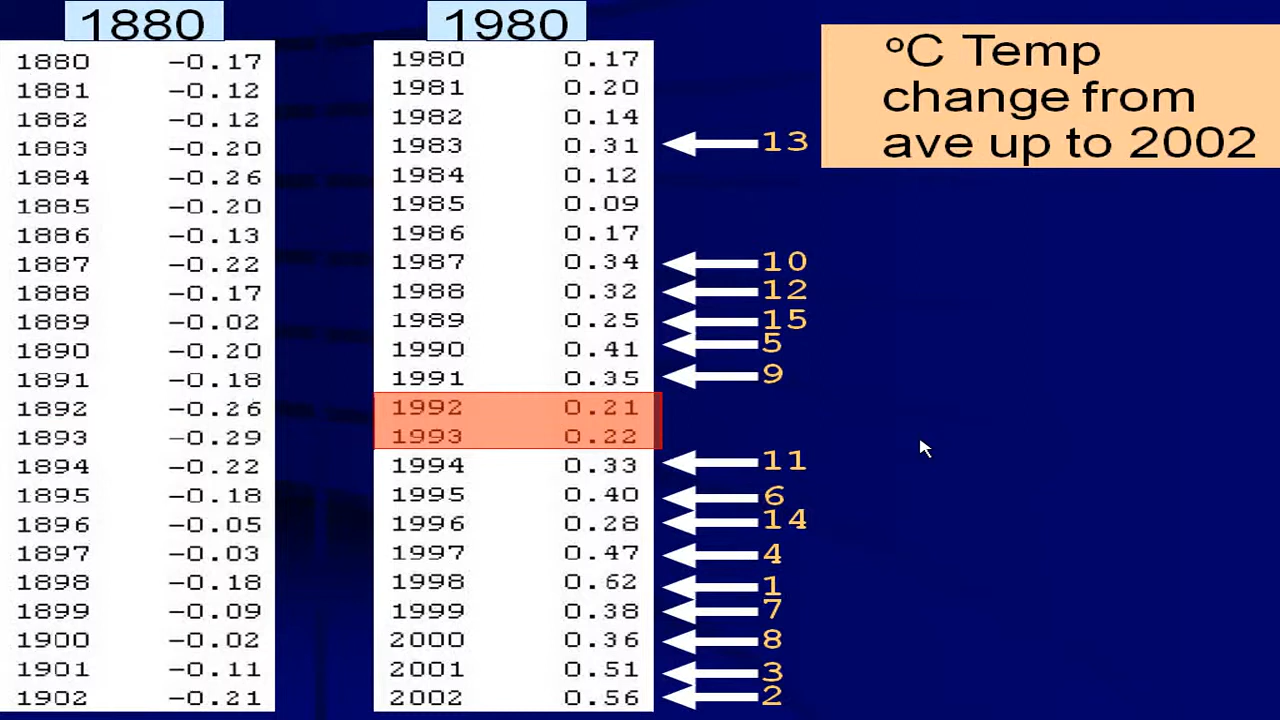 1880
1880 -0.17
1881 -0.12
1882 -0.12
1883 -0.20
1884 -0.26
1885 -0.20
1886 -0.13
1887 -0.22
1888 -0.17
1889 -0.02
1890 -0.20
1891 -0.18
1892 -0.26
1893 -0.29
1894 -0.22
1895 -0.18
1896 -0.05
1897 -0.03
1898 -0.18
1899 -0.09
1900 -0.02
1901 -0.11
1902 -0.21
1980
1980 0.17
1981 0.20
1982 0.14
1983 0.31 13
1984 0.12
1985 0.09
1986 0.17
1987 0.34 10
1988 0.32 12
1989 0.25 15
1990 0.41 5
1991 0.35 9
1992 0.21
1993 0.22
1994 0.33 11
1995 0.40 6
1996 0.28 14
1997 0.47 4
1998 0.62 1
1999 0.38 7
2000 0.36 8
2001 0.51 3
2002 0.56 2
ºC Temp
change from
ave up to 2002